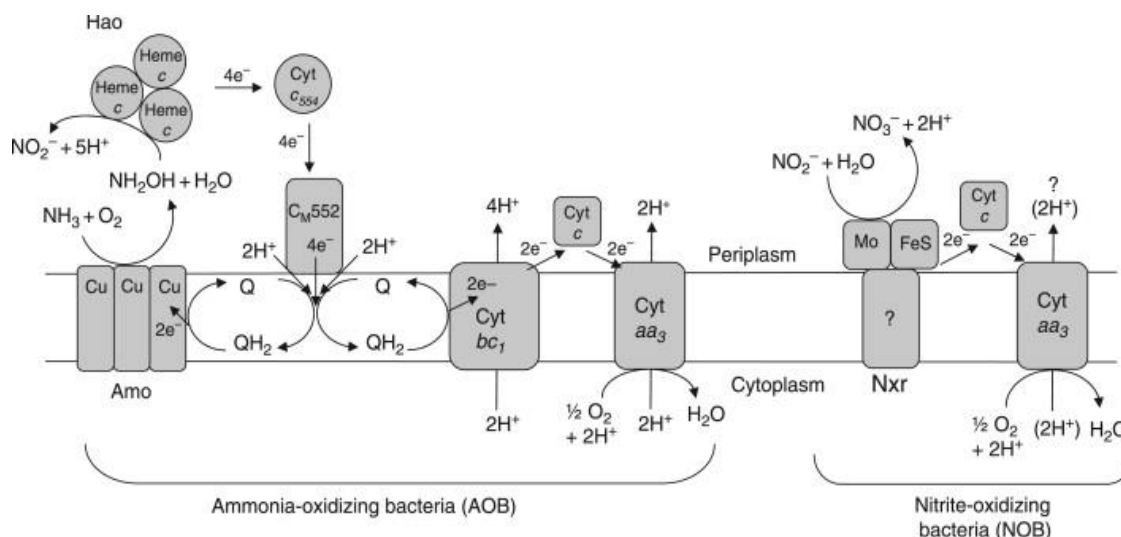 Hao
Heme
c
Heme
c
Heme
c
4e⁻
Cyt
c₅₅₄
4e⁻
NO₂⁻ + 5H⁺
NH₂OH + H₂O
NH₃ + O₂
C_M552
4e⁻
2H⁺
2H⁺
Cu
Cu
Cu
2e⁻
Q
QH₂
Q
QH₂
Amo
4H⁺
2e–
Cyt
bc₁
2H⁺
2e⁻
Cyt
c
2e⁻
2H⁺
Cyt
aa₃
½ O₂
+ 2H⁺
2H⁺
H₂O
Periplasm
Cytoplasm
NO₃⁻ + 2H⁺
NO₂⁻ + H₂O
Mo
FeS
?
Nxr
2e⁻
Cyt
c
2e⁻
?
(2H⁺)
Cyt
aa₃
½ O₂
+ 2H⁺
(2H⁺)
H₂O
Ammonia-oxidizing bacteria (AOB)
Nitrite-oxidizing
bacteria (NOB)